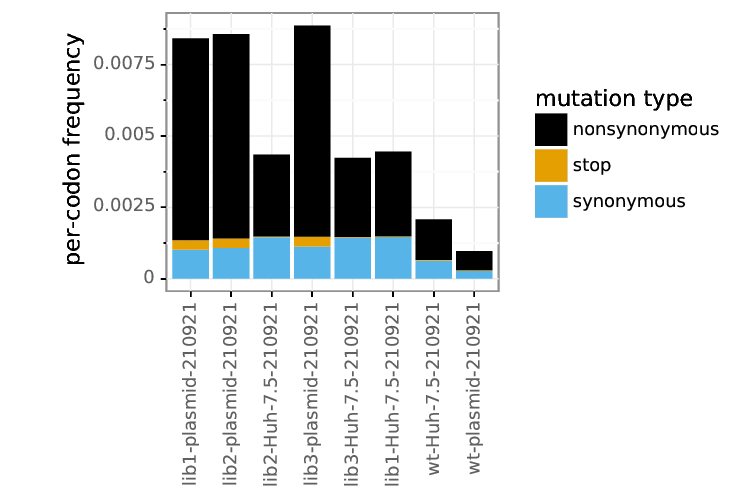 per-codon frequency
0.0075
0.005
0.0025
0
lib1-plasmid-210921
lib2-plasmid-210921
lib2-Huh-7.5-210921
lib3-plasmid-210921
lib3-Huh-7.5-210921
lib1-Huh-7.5-210921
wt-Huh-7.5-210921
wt-plasmid-210921
mutation type
nonsynonymous
stop
synonymous